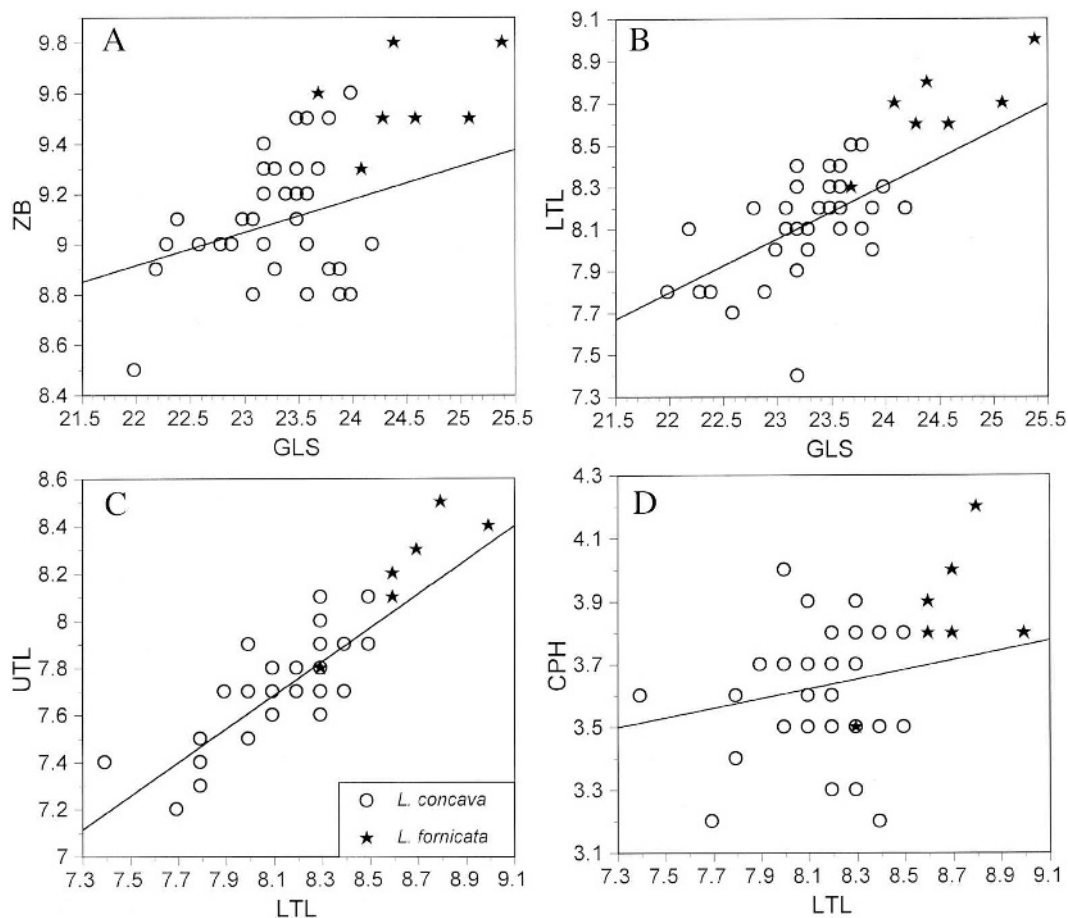 A
ZB
9.8
9.6
9.4
9.2
9
8.8
8.6
8.4
21.5 22 22.5 23 23.5 24 24.5 25 25.5
GLS
B
LTL
9.1
8.9
8.7
8.5
8.3
8.1
7.9
7.7
7.5
7.3
21.5 22 22.5 23 23.5 24 24.5 25 25.5
GLS
C
UTL
8.6
8.4
8.2
8
7.8
7.6
7.4
7.2
7
L. concava
L. fornicata
7.3 7.5 7.7 7.9 8.1 8.3 8.5 8.7 8.9 9.1
LTL
D
CPH
4.3
4.1
3.9
3.7
3.5
3.3
3.1
7.3 7.5 7.7 7.9 8.1 8.3 8.5 8.7 8.9 9.1
LTL